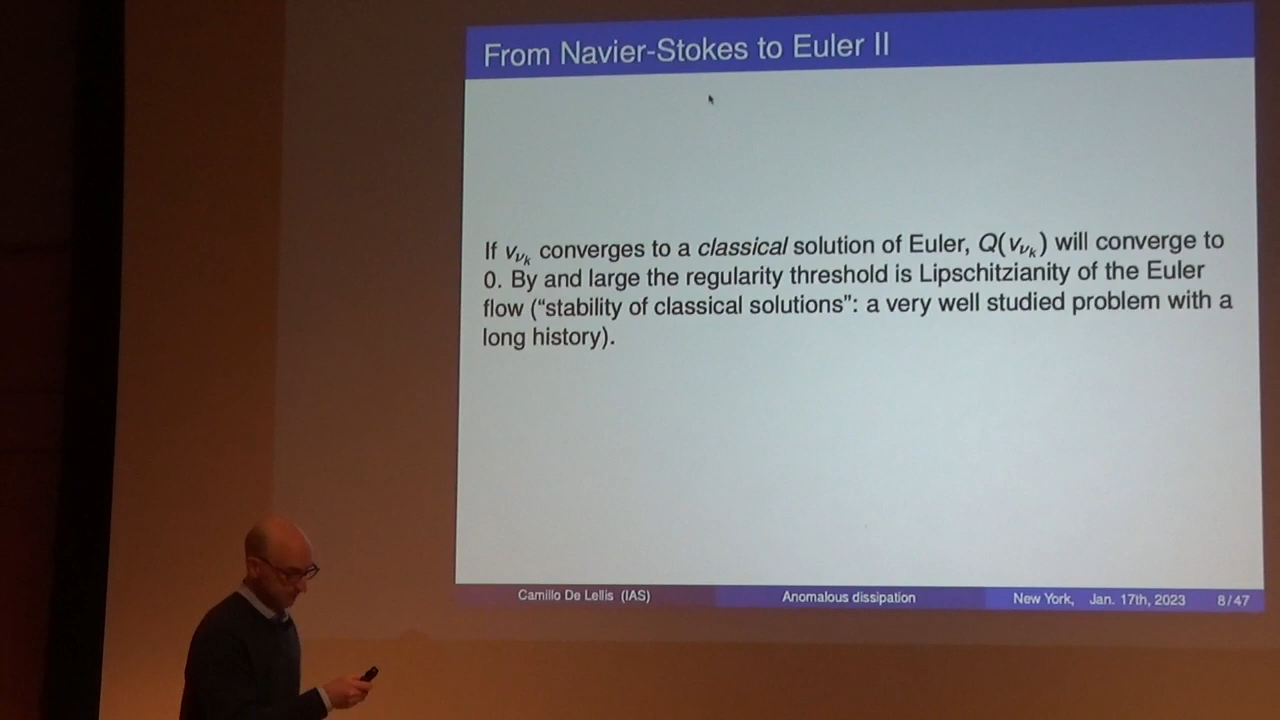 From Navier-Stokes to Euler II
If v_{ν_k} converges to a classical solution of Euler, Q(v_{ν_k}) will converge to
0. By and large the regularity threshold is Lipschitzianity of the Euler
flow (“stability of classical solutions”: a very well studied problem with a
long history).
Camillo De Lellis (IAS) Anomalous dissipation New York, Jan. 17th, 2023 8/47